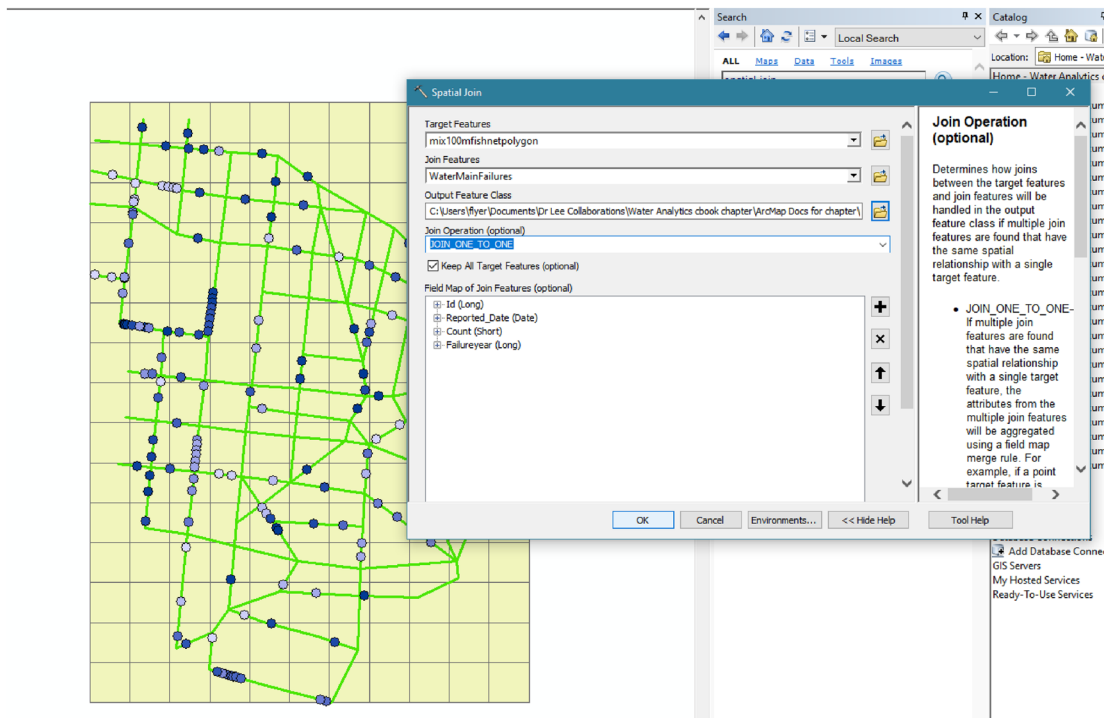 Search
Catalog
Local Search
Location:
Home - Wate
ALL Maps Data Tools Images
Home - Water Analytics c
Spatial Join
Target Features
mix100mfishnetpolygon
Join Features
WaterMainFailures
Output Feature Class
C:\Users\flyer\Documents\Dr Lee Collaborations\Water Analytics cbook chapter\ArcMap Docs for chapter\
Join Operation (optional)
JOIN_ONE_TO_ONE
Keep All Target Features (optional)
Field Map of Join Features (optional)
Id (Long)
Reported_Date (Date)
Count (Short)
Failureyear (Long)
OK
Cancel
Environments...
<< Hide Help
Tool Help
Join Operation
(optional)
Determines how joins
between the target features
and join features will be
handled in the output
feature class if multiple join
features are found that have
the same spatial
relationship with a single
target feature.
• JOIN_ONE_TO_ONE-
If multiple join
features are found
that have the same
spatial relationship
with a single target
feature, the
attributes from the
multiple join features
will be aggregated
using a field map
merge rule. For
example, if a point
target feature is
Add Database Connec
GIS Servers
My Hosted Services
Ready-To-Use Services